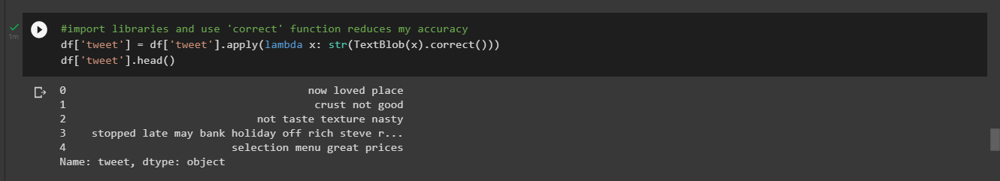 #import libraries and use 'correct' function reduces my accuracy
1m
df['tweet'] = df['tweet'].apply(lambda x: str(TextBlob(x).correct()))
df['tweet'].head()
0 now loved place
1 crust not good
2 not taste texture nasty
3 stopped late may bank holiday off rich steve r...
4 selection menu great prices
Name: tweet, dtype: object